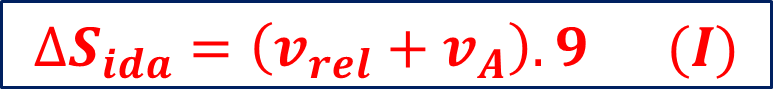 ΔS_ida = (v_rel + v_A).9 (I)